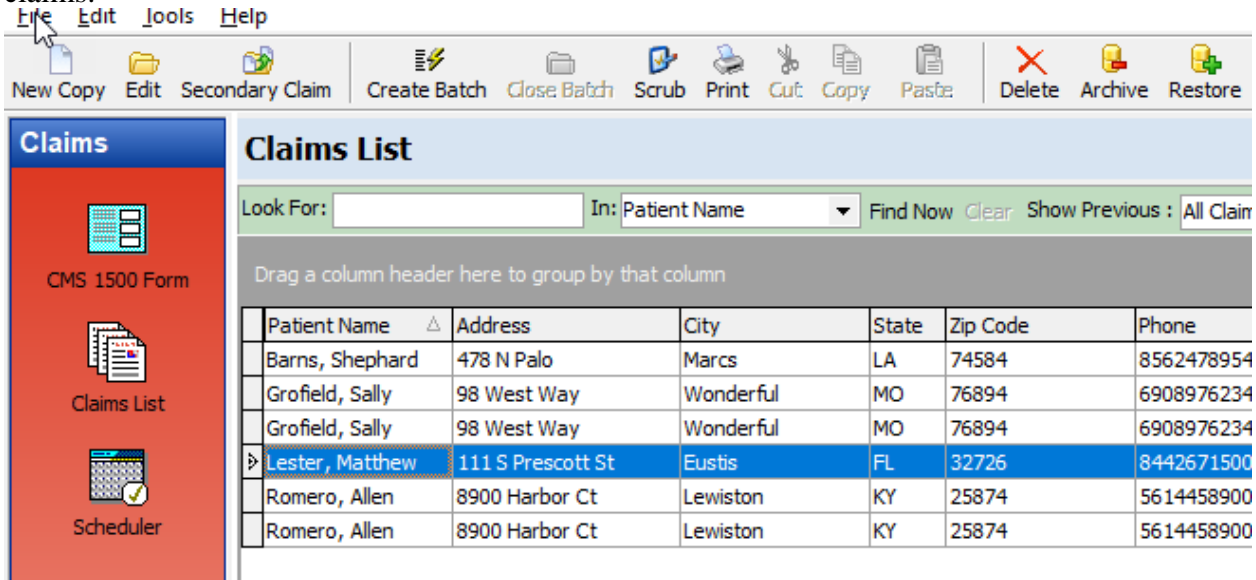 claims.
File Edit Tools Help
New Copy Edit Secondary Claim Create Batch Close Batch Scrub Print Cut Copy Paste Delete Archive Restore
Claims
CMS 1500 Form
Claims List
Scheduler
Claims List
Look For: In: Patient Name Find Now Clear Show Previous : All Claim
Drag a column header here to group by that column
Patient Name Address City State Zip Code Phone
Barns, Shephard 478 N Palo Marcs LA 74584 8562478954
Grofield, Sally 98 West Way Wonderful MO 76894 6908976234
Grofield, Sally 98 West Way Wonderful MO 76894 6908976234
Lester, Matthew 111 S Prescott St Eustis FL 32726 8442671500
Romero, Allen 8900 Harbor Ct Lewiston KY 25874 5614458900
Romero, Allen 8900 Harbor Ct Lewiston KY 25874 5614458900